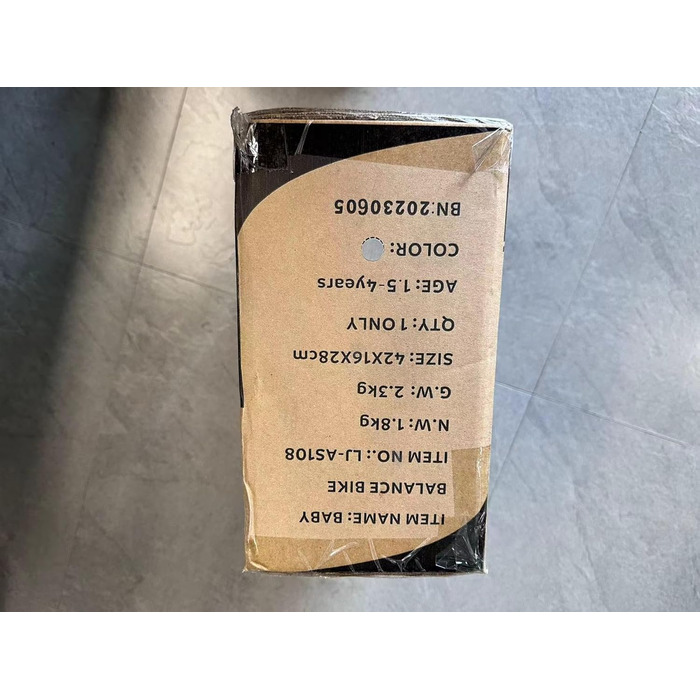 ITEM NAME: BABY
BALANCE BIKE
ITEM NO.: LJ-AS108
N.W: 1.8kg
G.W: 2.3kg
SIZE: 42X16X28cm
QTY: 1 ONLY
AGE: 1.5-4years
COLOR:
BN:20230605